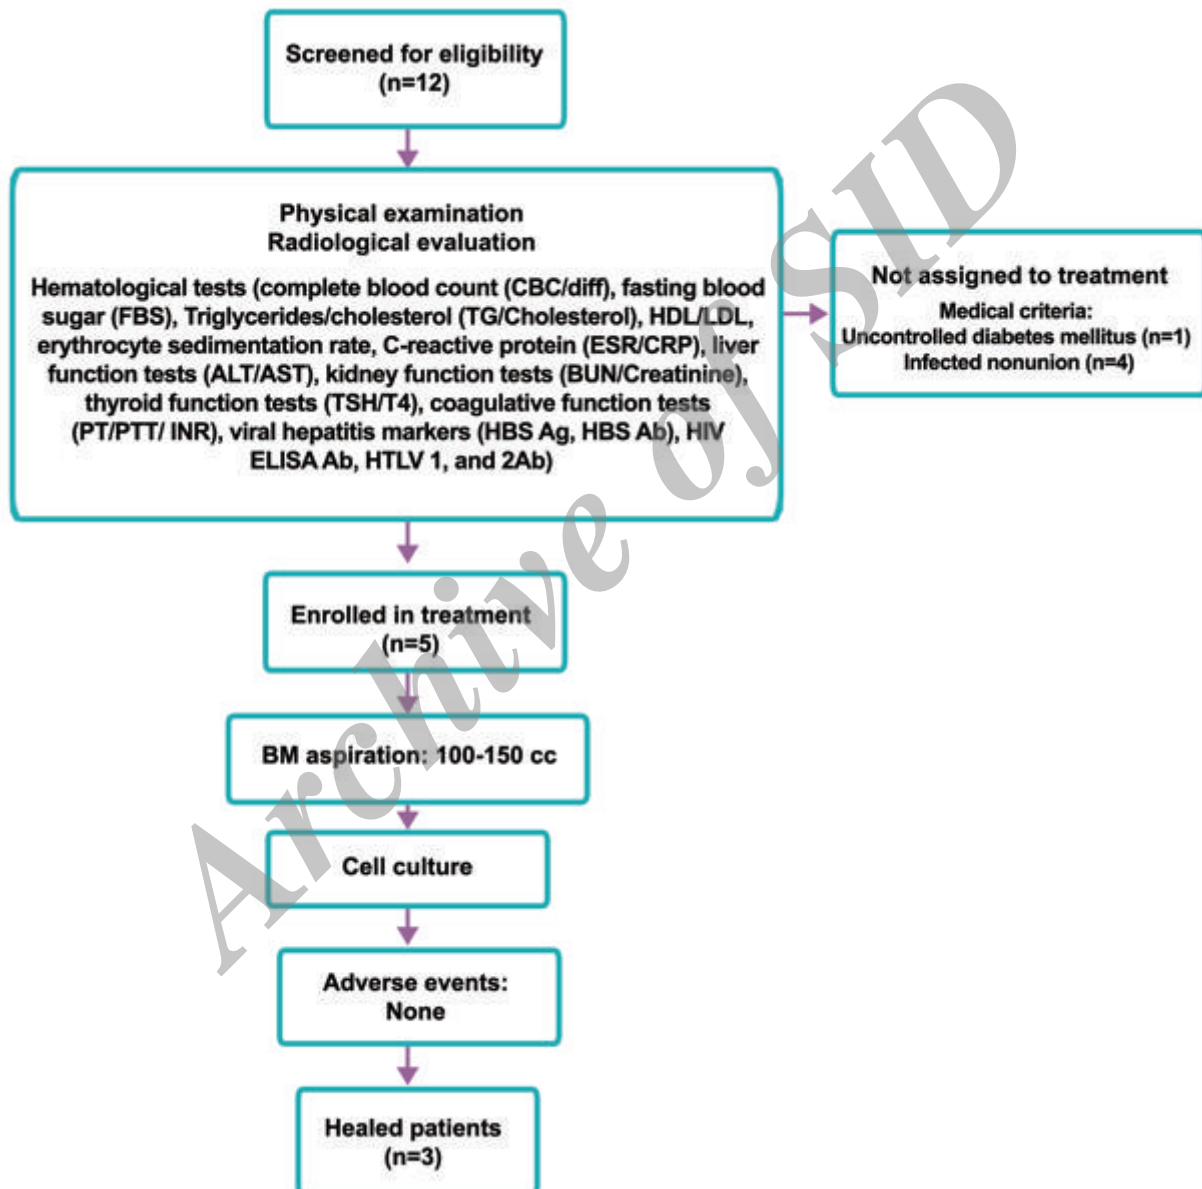 Screened for eligibility
(n=12)
Physical examination
Radiological evaluation
Hematological tests (complete blood count (CBC/diff), fasting blood
sugar (FBS), Triglycerides/cholesterol (TG/Cholesterol), HDL/LDL,
erythrocyte sedimentation rate, C-reactive protein (ESR/CRP), liver
function tests (ALT/AST), kidney function tests (BUN/Creatinine),
thyroid function tests (TSH/T4), coagulative function tests
(PT/PTT/ INR), viral hepatitis markers (HBS Ag, HBS Ab), HIV
ELISA Ab, HTLV 1, and 2Ab)
Not assigned to treatment
Medical criteria:
Uncontrolled diabetes mellitus (n=1)
Infected nonunion (n=4)
Enrolled in treatment
(n=5)
BM aspiration: 100-150 cc
Cell culture
Adverse events:
None
Healed patients
(n=3)
Archive of SID